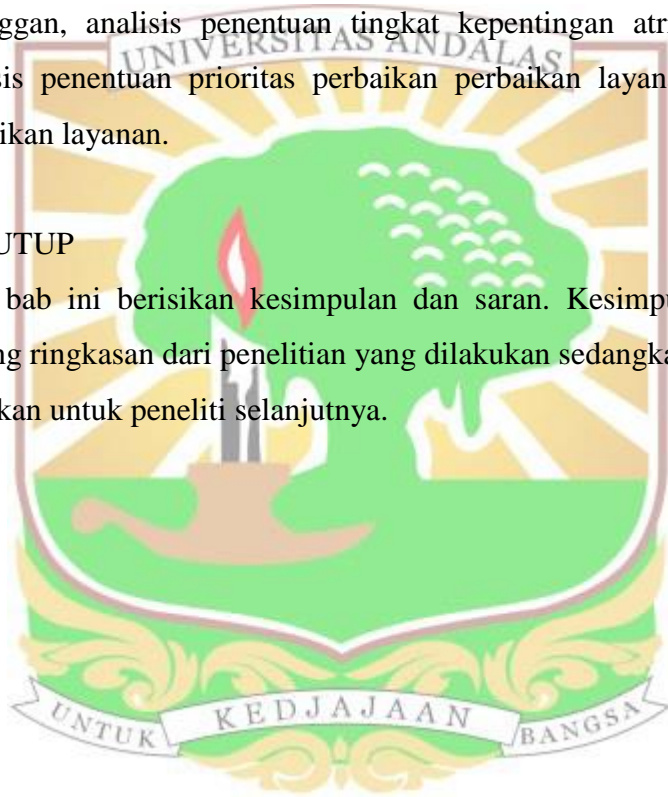 ggan, analisis penentuan tingkat kepentingan atr
UNIVERSITAS ANDALAS
sis penentuan prioritas perbaikan perbaikan layan
ikan layanan.
UTUP
bab ini berisikan kesimpulan dan saran. Kesimpu
ng ringkasan dari penelitian yang dilakukan sedangka
kan untuk peneliti selanjutnya.
UNTUK KEDJAJAAN BANGSA